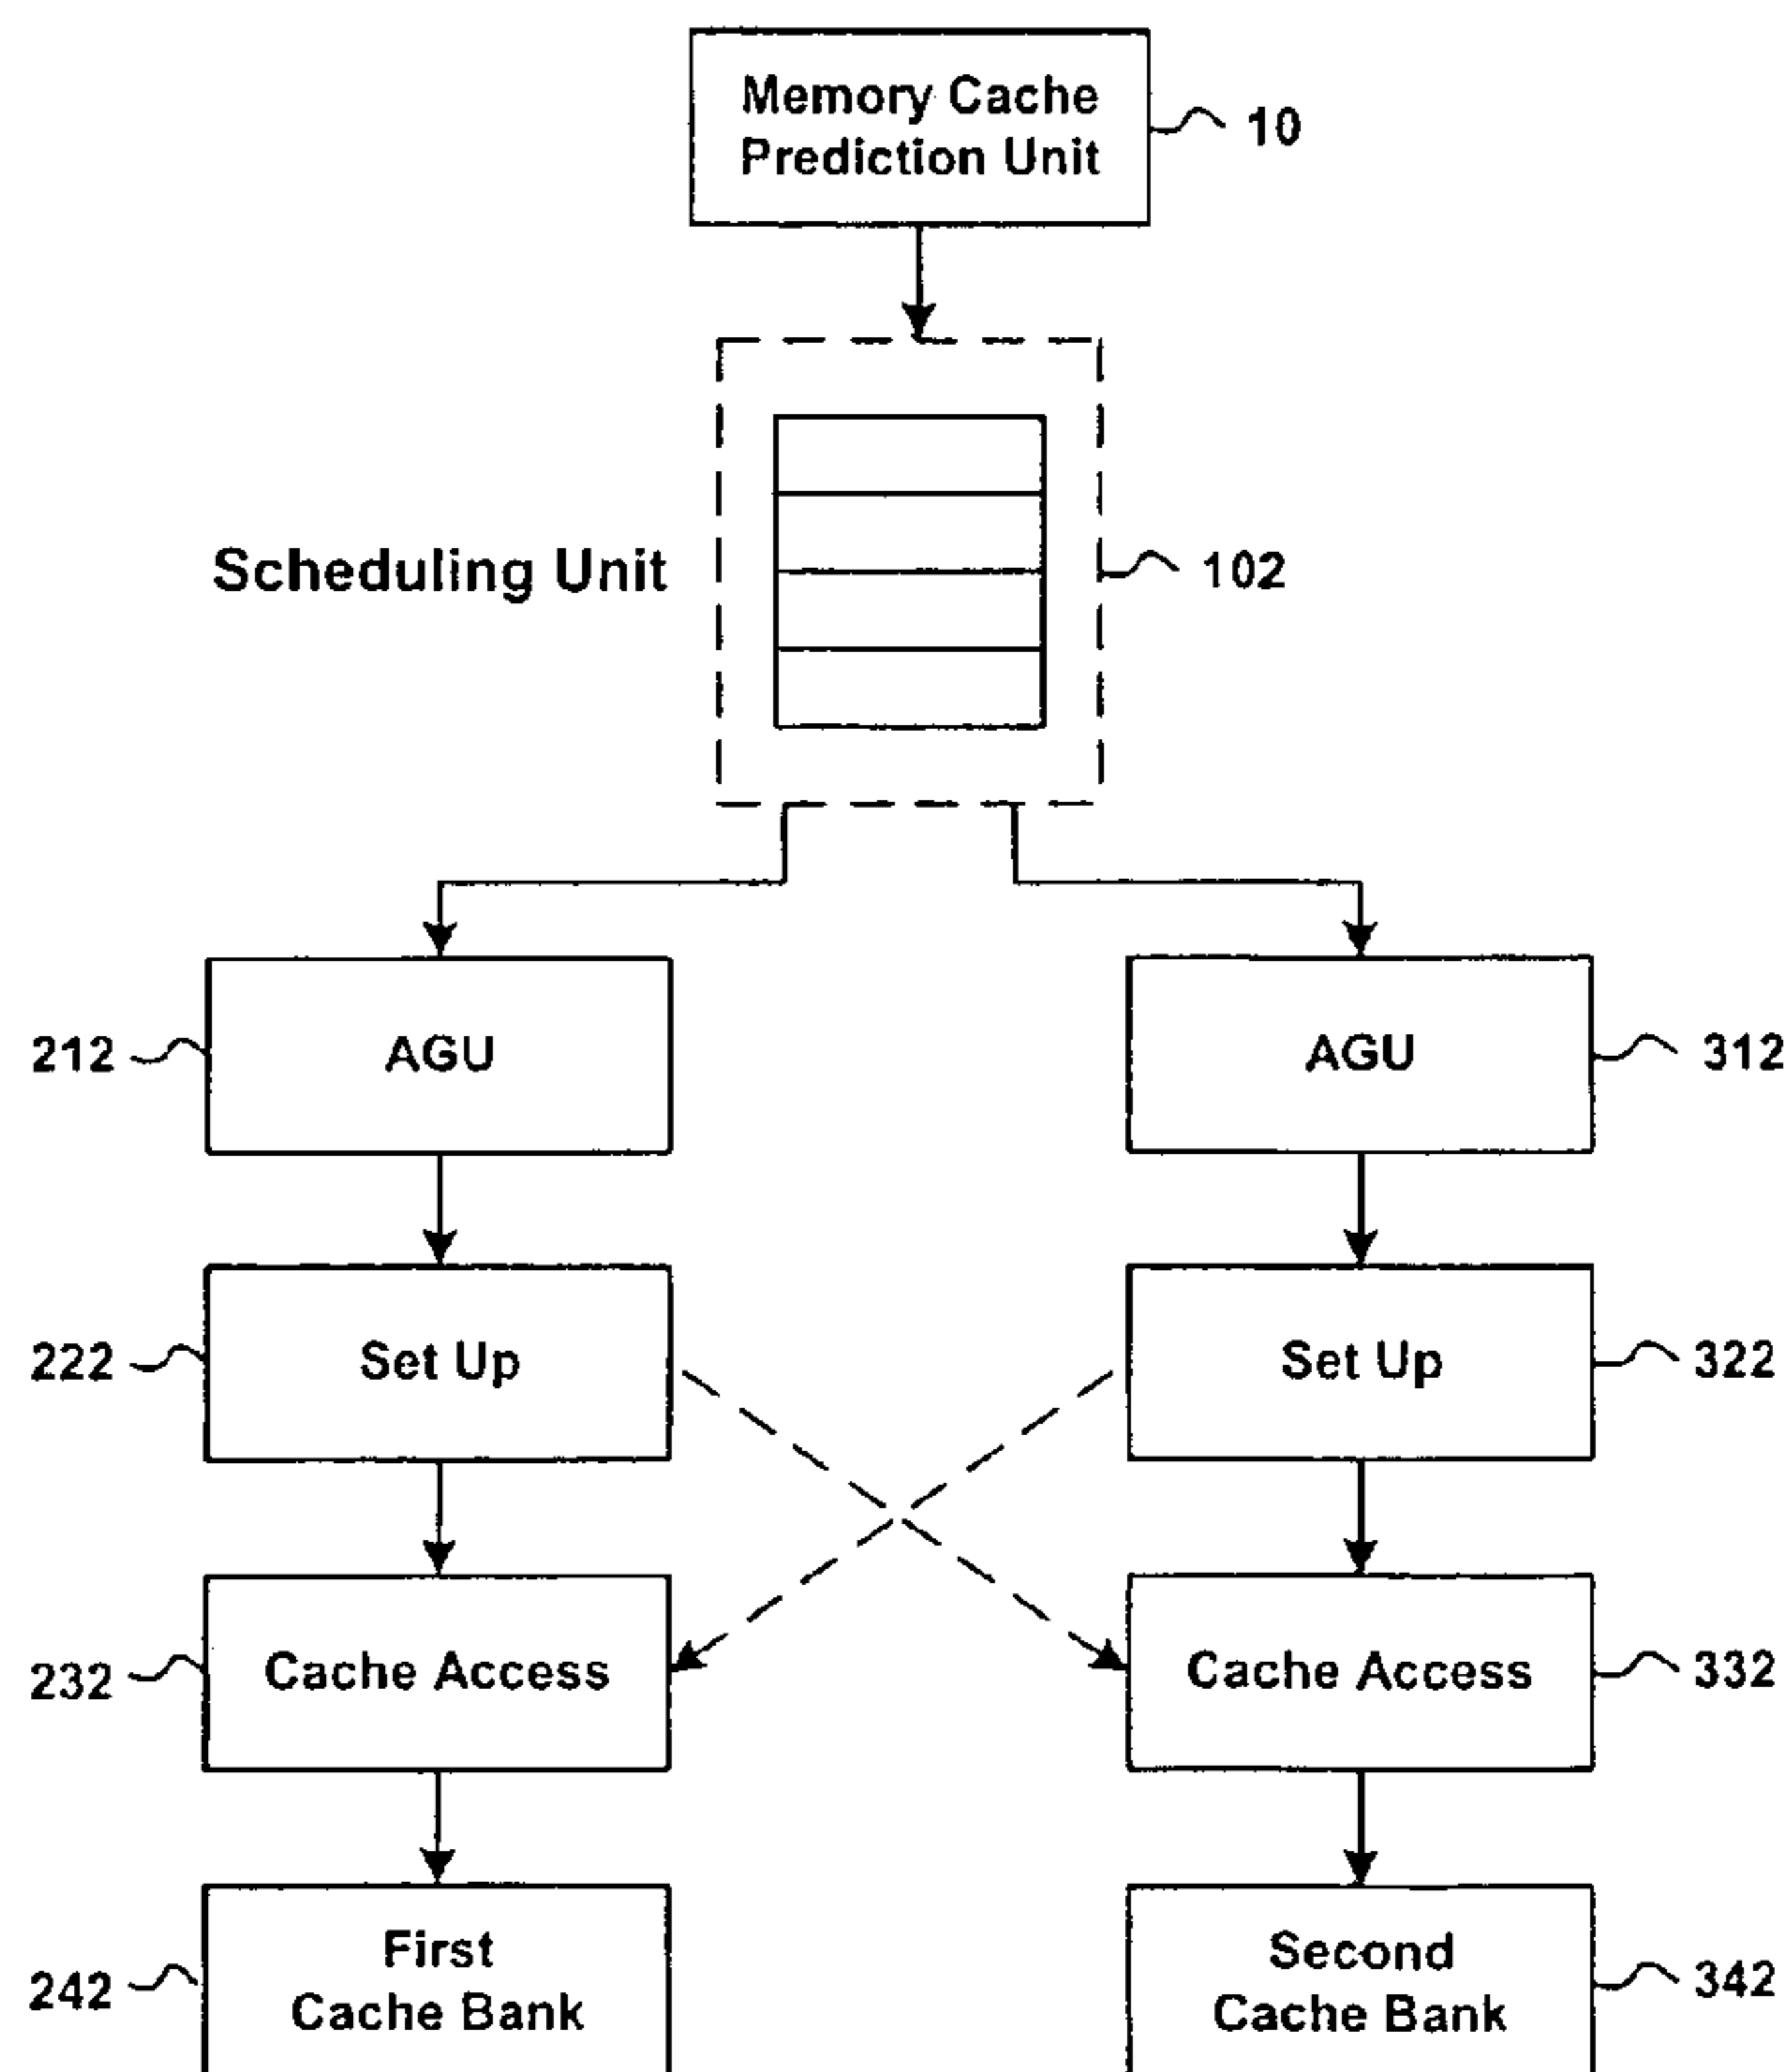 Memory Cache
Prediction Unit
10
Scheduling Unit
102
212
AGU
AGU
312
222
Set Up
Set Up
322
232
Cache Access
Cache Access
332
242
First
Cache Bank
Second
Cache Bank
342